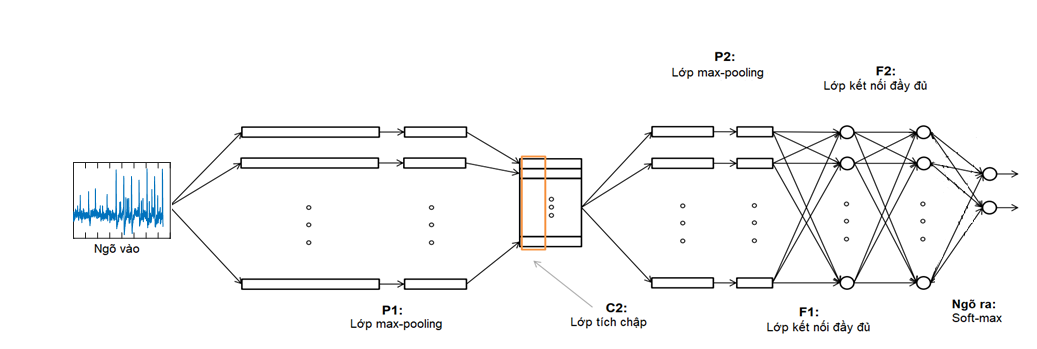 P2:
Lớp max-pooling
F2:
Lớp kết nối đầy đủ
Ngõ vào
P1:
Lớp max-pooling
C2:
Lớp tích chập
F1:
Lớp kết nối đầy đủ
Ngõ ra:
Soft-max